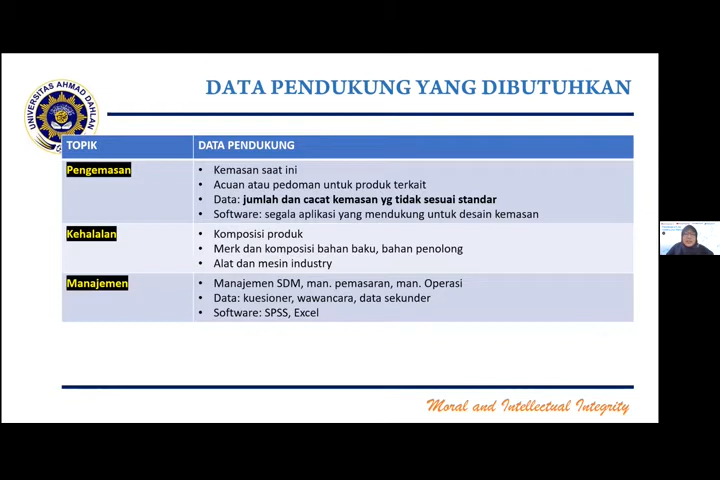 DATA PENDUKUNG YANG DIBUTUHKAN
UNIVERSITAS AHMAD DAHLAN
TOPIK
DATA PENDUKUNG
Pengemasan
• Kemasan saat ini
• Acuan atau pedoman untuk produk terkait
• Data: jumlah dan cacat kemasan yg tidak sesuai standar
• Software: segala aplikasi yang mendukung untuk desain kemasan
Kehalalan
• Komposisi produk
• Merk dan komposisi bahan baku, bahan penolong
• Alat dan mesin industry
Manajemen
• Manajemen SDM, man. pemasaran, man. Operasi
• Data: kuesioner, wawancara, data sekunder
• Software: SPSS, Excel
Moral and Intellectual Integrity